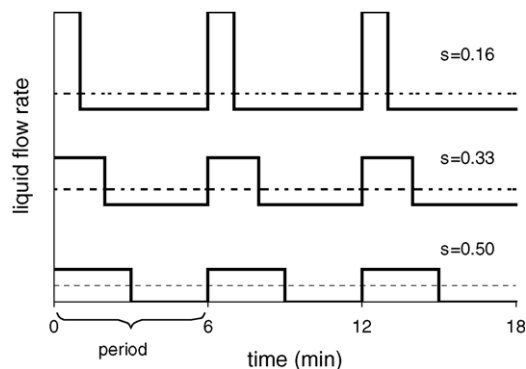 s=0.16
s=0.33
s=0.50
liquid flow rate
0 6 12 18
period
time (min)